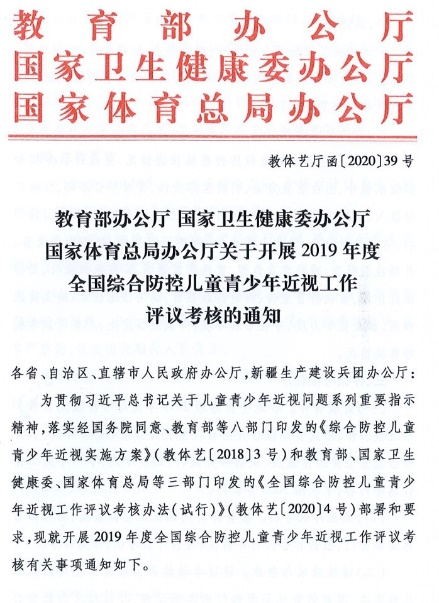 教育部办公厅
国家卫生健康委办公厅
国家体育总局办公厅
教体艺厅函〔2020〕39号
教育部办公厅 国家卫生健康委办公厅
国家体育总局办公厅关于开展 2019 年度
全国综合防控儿童青少年近视工作
评议考核的通知
各省、自治区、直辖市人民政府办公厅，新疆生产建设兵团办公厅：
为贯彻习近平总书记关于儿童青少年近视问题系列重要指示
精神，落实经国务院同意、教育部等八部门印发的《综合防控儿童
青少年近视实施方案》（教体艺〔2018〕3号）和教育部、国家卫生
健康委、国家体育总局等三部门印发的《全国综合防控儿童青少
年近视工作评议考核办法（试行）》（教体艺〔2020〕4号）部署和要
求，现就开展 2019 年度全国综合防控儿童青少年近视工作评议考
核有关事项通知如下。